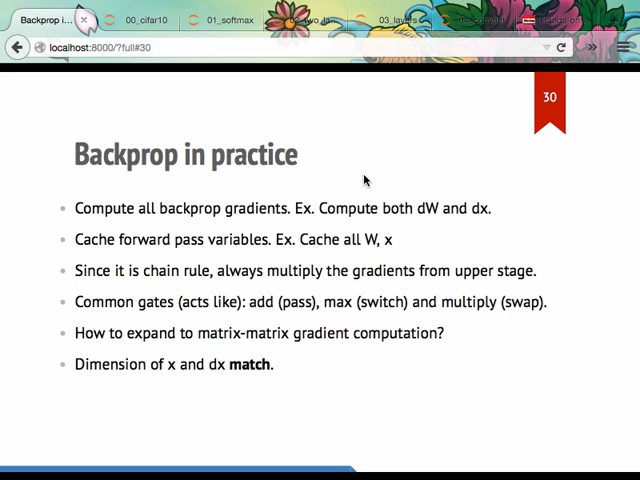 Backprop i...
00_cifar10
01_softmax
03_layers
localhost:8000/?full#30
30
Backprop in practice
Compute all backprop gradients. Ex. Compute both dW and dx.
Cache forward pass variables. Ex. Cache all W, x
Since it is chain rule, always multiply the gradients from upper stage.
Common gates (acts like): add (pass), max (switch) and multiply (swap).
How to expand to matrix-matrix gradient computation?
Dimension of x and dx match.